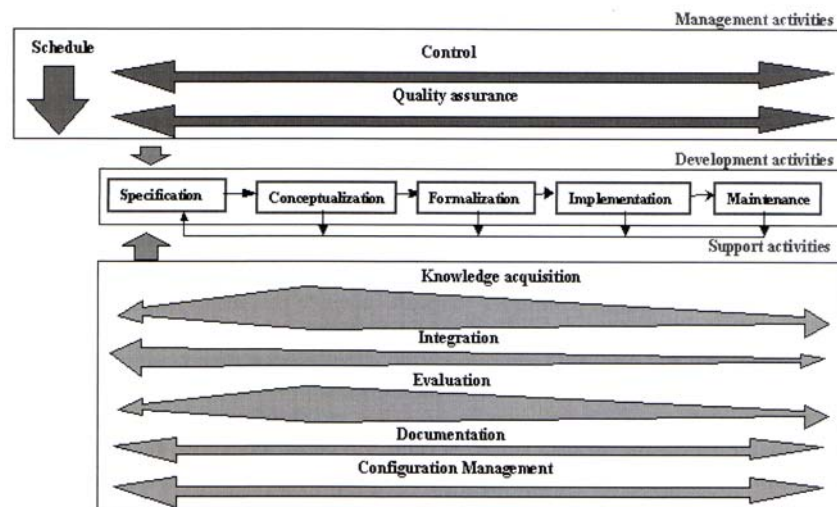 Management activities
Schedule
Control
Quality assurance
Development activities
Specification
Conceptualization
Formalization
Implementation
Maintenance
Support activities
Knowledge acquisition
Integration
Evaluation
Documentation
Configuration Management